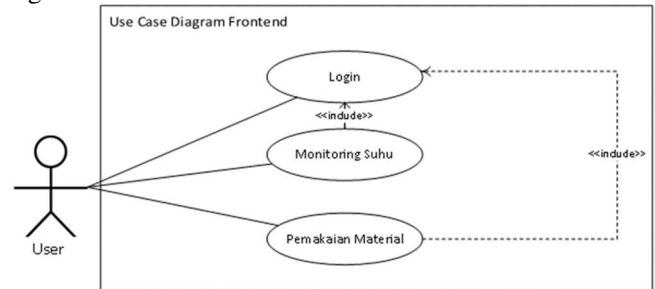 Use Case Diagram Frontend
Login
<<include>>
Monitoring Suhu
<<include>>
Pemakaian Material
User